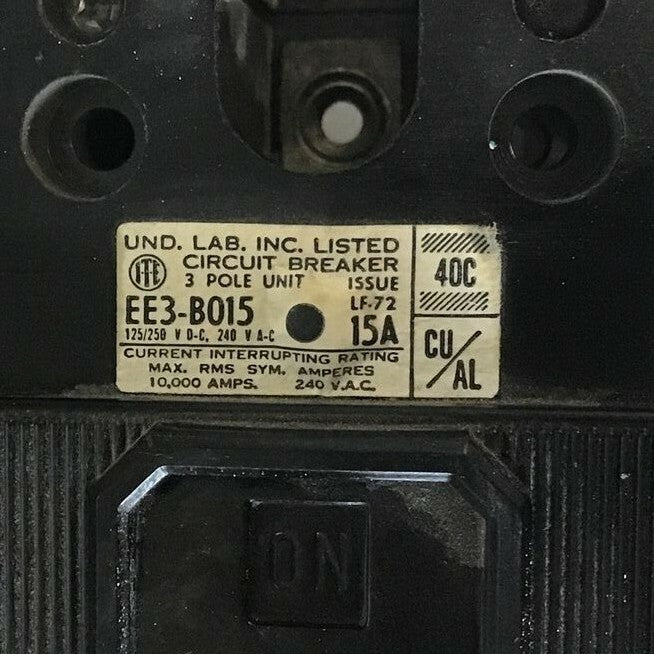 UND. LAB. INC. LISTED
ITE CIRCUIT BREAKER
3 POLE UNIT ISSUE
EE3-B015 LF-72
125/250 V D-C, 240 V A-C 15A
CURRENT INTERRUPTING RATING
MAX. RMS SYM. AMPERES
10,000 AMPS. 240 V.A.C.
40C
CU/AL
ON